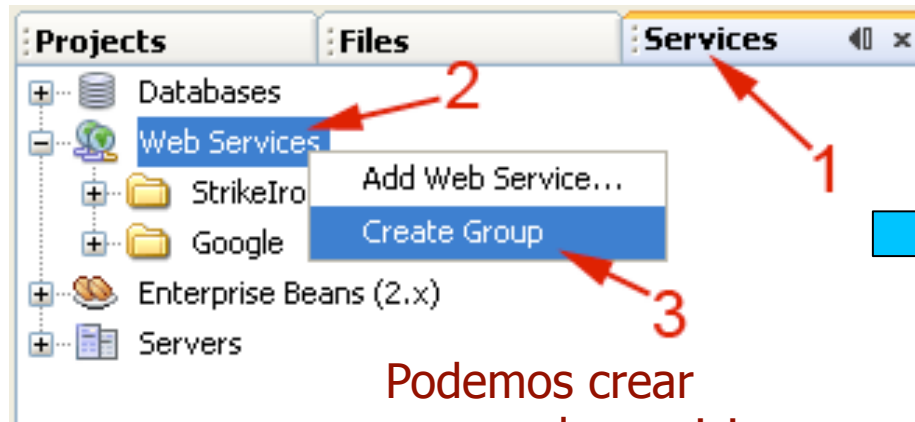 Projects Files Services
2
Databases
Web Services
1
Add Web Service...
StrikeIro
Create Group
Google
Enterprise Beans (2.x)
3
Servers
Podemos crear